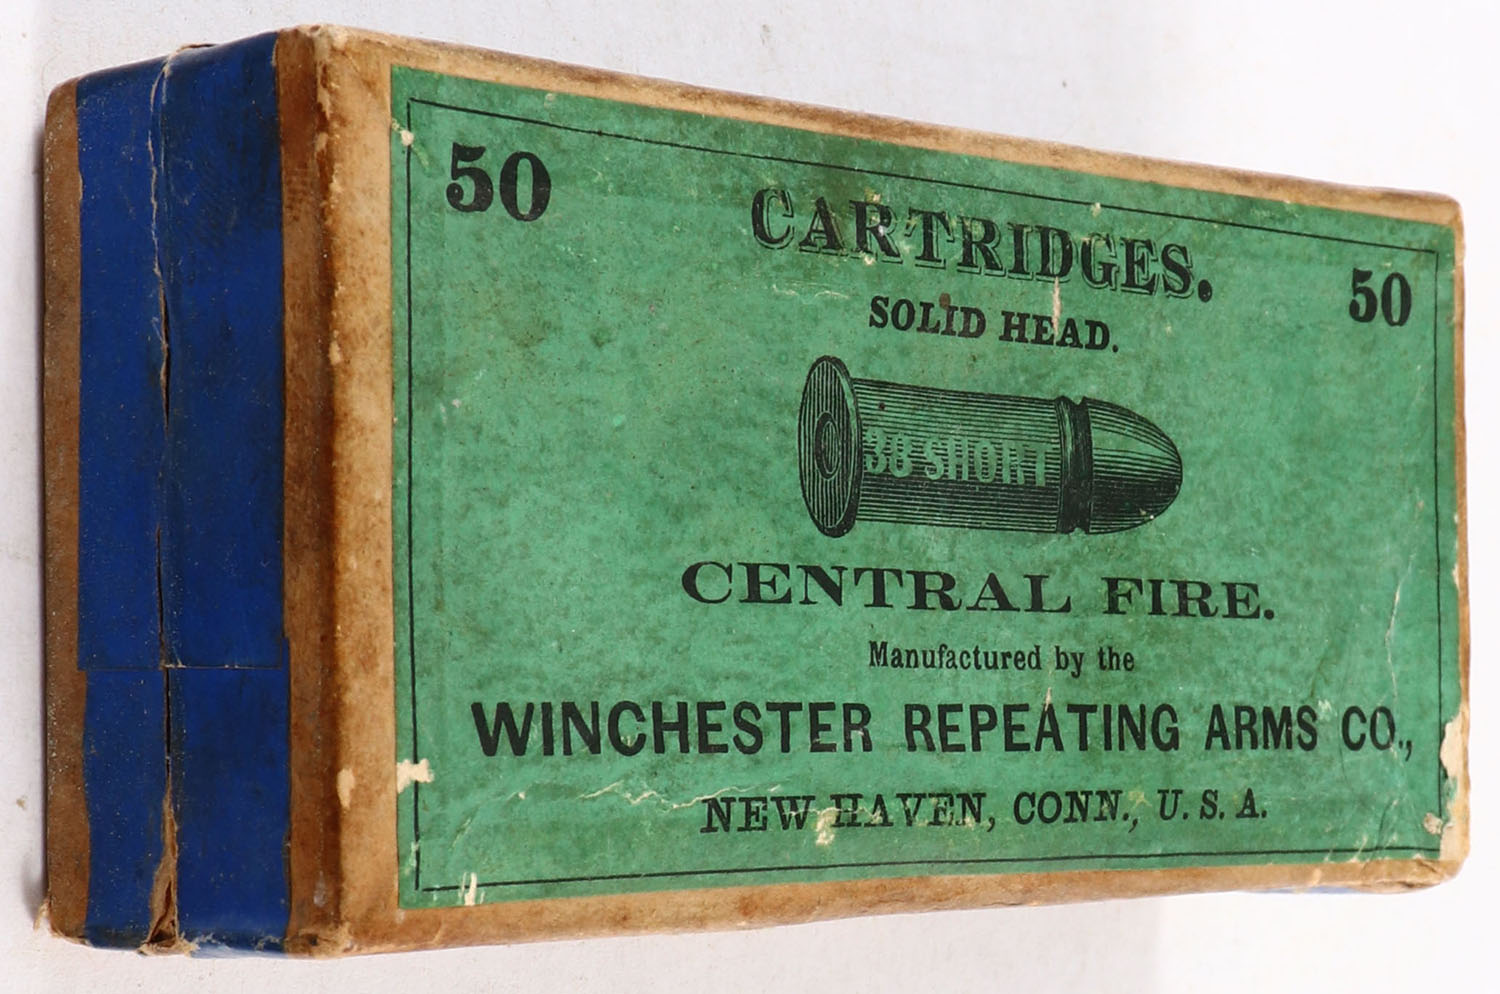 50 CARTRIDGES. 50
SOLID HEAD.
38 SHORT
CENTRAL FIRE.
Manufactured by the
WINCHESTER REPEATING ARMS CO.,
NEW HAVEN, CONN., U. S. A.